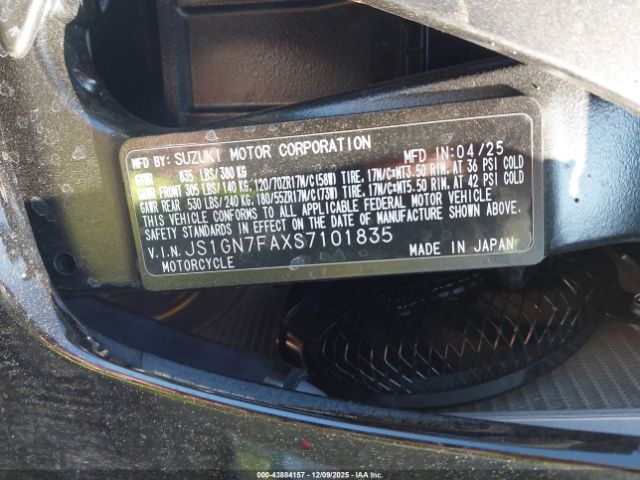 MFD BY: SUZUKI MOTOR CORPORATION MFD IN: 04/25
GVWR 835 LBS/380 KG
GAWR FRONT 305 LBS/140 KG. 120/70ZR17M/C(58W) TIRE. 17M/C×MT3.50 RIM. AT 36 PSI COLD
GAWR REAR 530 LBS/240 KG. 180/55ZR17M/C(73W) TIRE. 17M/C×MT5.50 RIM. AT 42 PSI COLD
THIS VEHICLE CONFORMS TO ALL APPLICABLE FEDERAL MOTOR VEHICLE
SAFETY STANDARDS IN EFFECT ON THE DATE OF MANUFACTURE SHOWN ABOVE.
V.I.N. JS1GN7FAXS7101835 MADE IN JAPAN
MOTORCYCLE
000-43884157 - 12/09/2025 - IAAI BRANCH